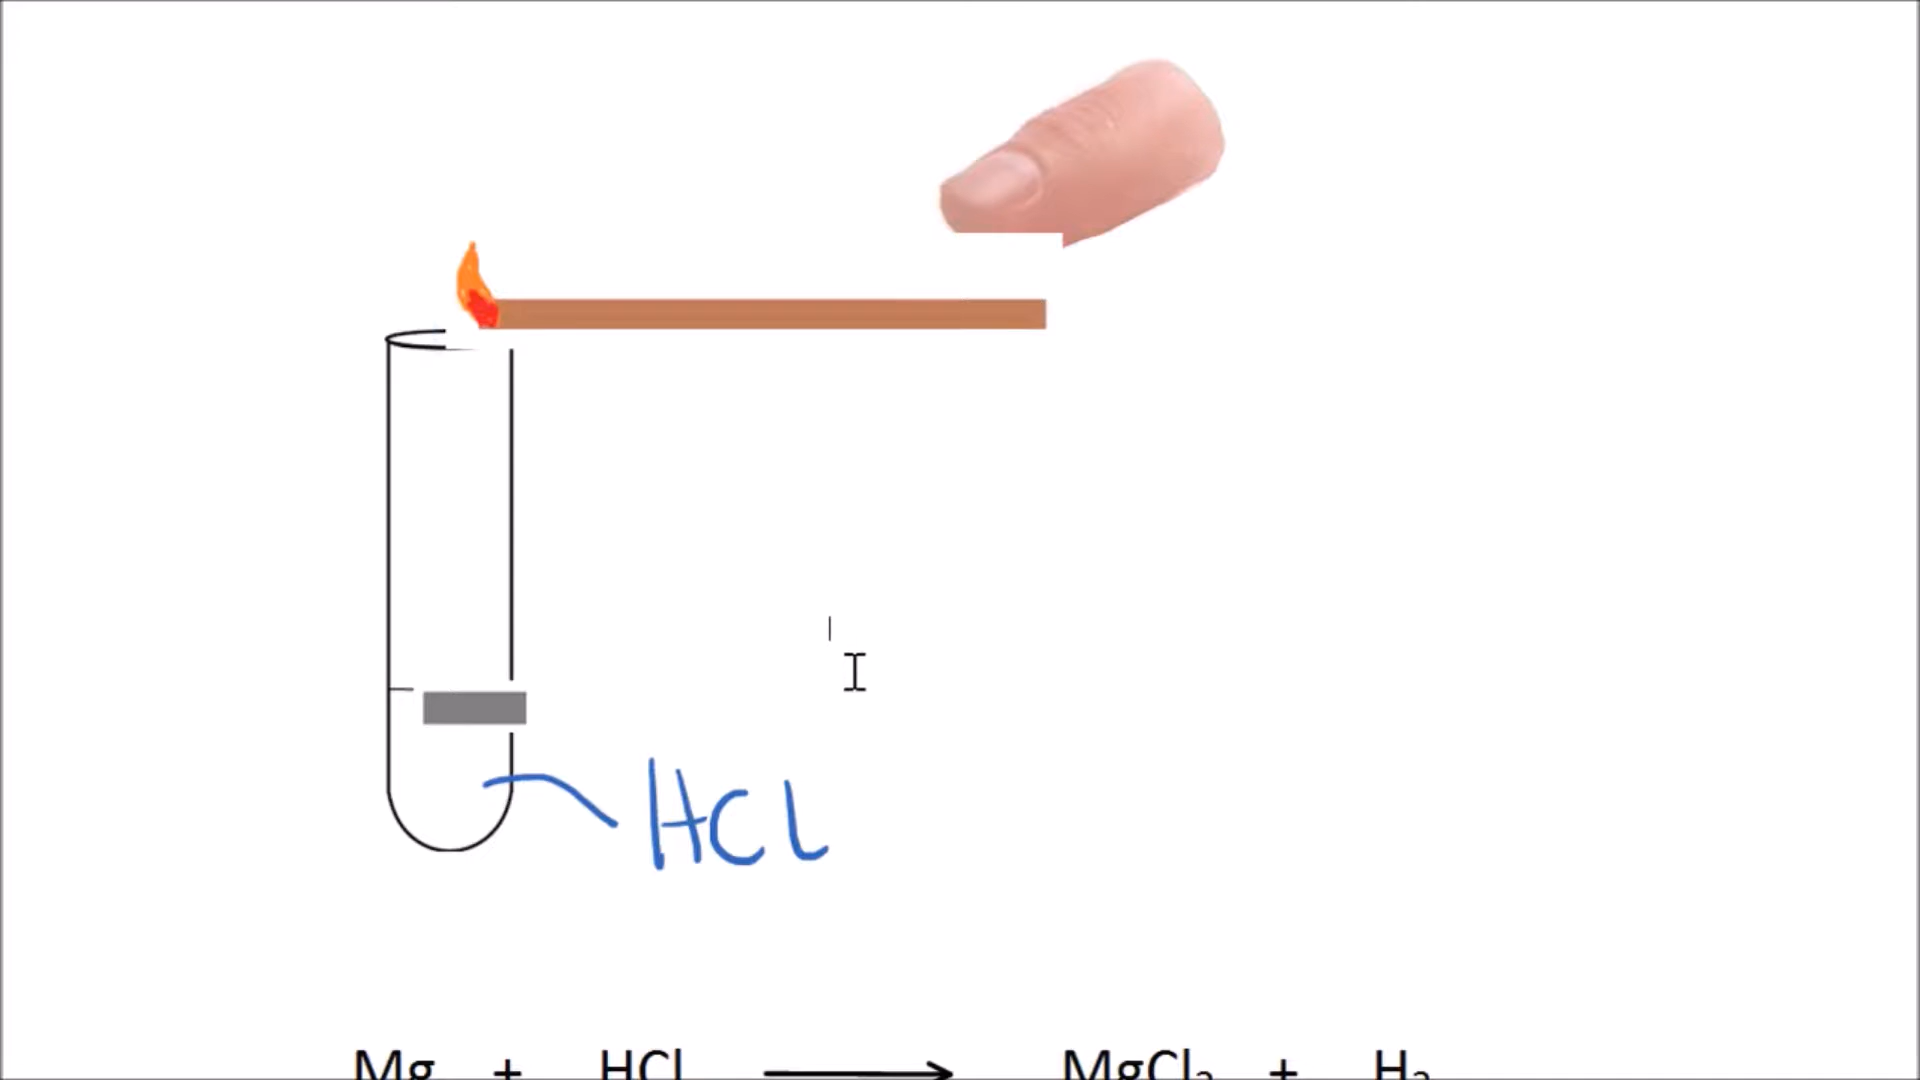 HCl
Mg + HCl ⟶ MgCl₂ + H₂